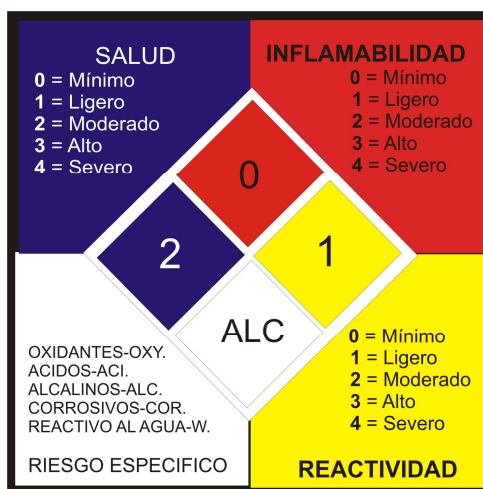 SALUD
0 = Mínimo
1 = Ligero
2 = Moderado
3 = Alto
4 = Severo
INFLAMABILIDAD
0 = Mínimo
1 = Ligero
2 = Moderado
3 = Alto
4 = Severo
0
2
1
ALC
OXIDANTES-OXY.
ACIDOS-ACI.
ALCALINOS-ALC.
CORROSIVOS-COR.
REACTIVO AL AGUA-W.
RIESGO ESPECIFICO
0 = Mínimo
1 = Ligero
2 = Moderado
3 = Alto
4 = Severo
REACTIVIDAD